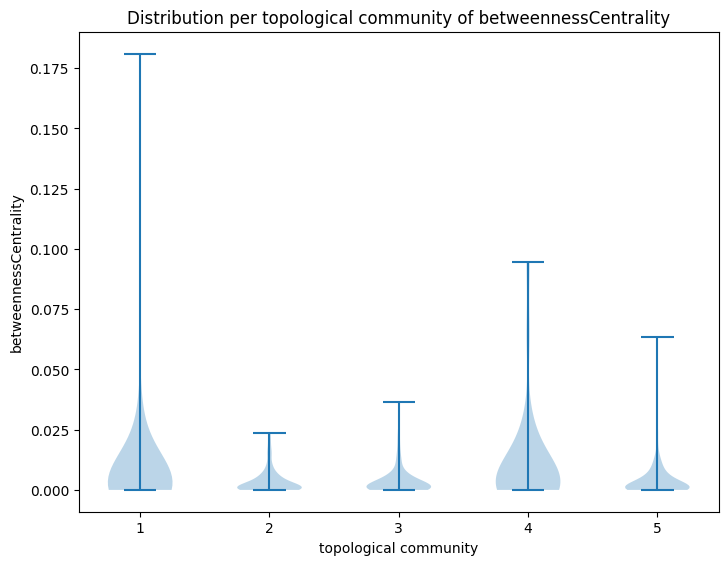 Distribution per topological community of betweennessCentrality
betweennessCentrality
0.175
0.150
0.125
0.100
0.075
0.050
0.025
0.000
1 2 3 4 5
topological community